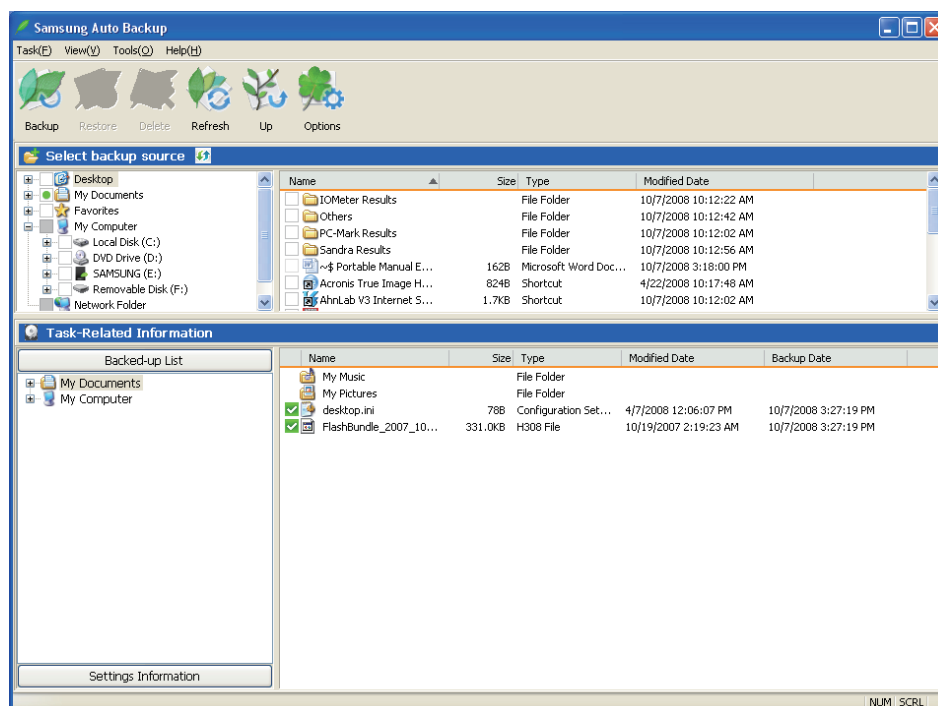 Samsung Auto Backup
Task(F) View(V) Tools(O) Help(H)
Backup Restore Delete Refresh Up Options
Select backup source
Desktop
My Documents
Favorites
My Computer
Local Disk (C:)
DVD Drive (D:)
SAMSUNG (E:)
Removable Disk (F:)
Network Folder
Name Size Type Modified Date
IOMeter Results File Folder 10/7/2008 10:12:22 AM
Others File Folder 10/7/2008 10:12:42 AM
PC-Mark Results File Folder 10/7/2008 10:12:02 AM
Sandra Results File Folder 10/7/2008 10:12:56 AM
~$ Portable Manual E... 162B Microsoft Word Doc... 10/7/2008 3:18:00 PM
Acronis True Image H... 824B Shortcut 4/22/2008 10:17:48 AM
AhnLab V3 Internet S... 1.7KB Shortcut 10/7/2008 10:12:02 AM
Task-Related Information
Backed-up List
My Documents
My Computer
Settings Information
Name Size Type Modified Date Backup Date
My Music File Folder
My Pictures File Folder
desktop.ini 78B Configuration Set... 4/7/2008 12:06:07 PM 10/7/2008 3:27:19 PM
FlashBundle_2007_10... 331.0KB H308 File 10/19/2007 2:19:23 AM 10/7/2008 3:27:19 PM
NUM SCRL